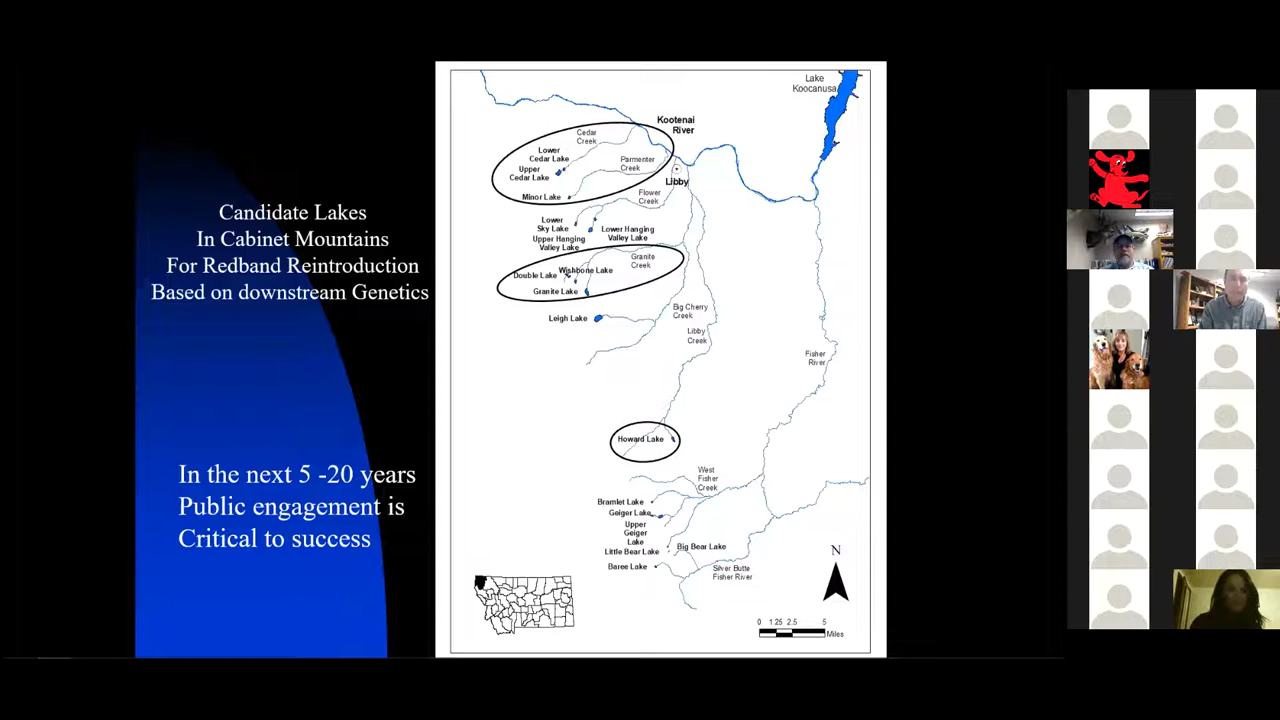 Candidate Lakes
In Cabinet Mountains
For Redband Reintroduction
Based on downstream Genetics
In the next 5 -20 years
Public engagement is
Critical to success
Lake
Koocanusa
Kootenai
River
Cedar
Creek
Lower
Cedar Lake
Parmenter
Creek
Upper
Cedar Lake
Libby
Minor Lake
Flower
Creek
Lower
Sky Lake
Lower Hanging
Valley Lake
Upper Hanging
Valley Lake
Granite
Creek
Wishbone Lake
Double Lake
Granite Lake
Big Cherry
Creek
Leigh Lake
Libby
Creek
Fisher
River
Howard Lake
West
Fisher
Creek
Bramlet Lake
Geiger Lake
Upper
Geiger
Lake
Big Bear Lake
Little Bear Lake
Baree Lake
Silver Butte
Fisher River
N
0 1.25 2.5 5
Miles